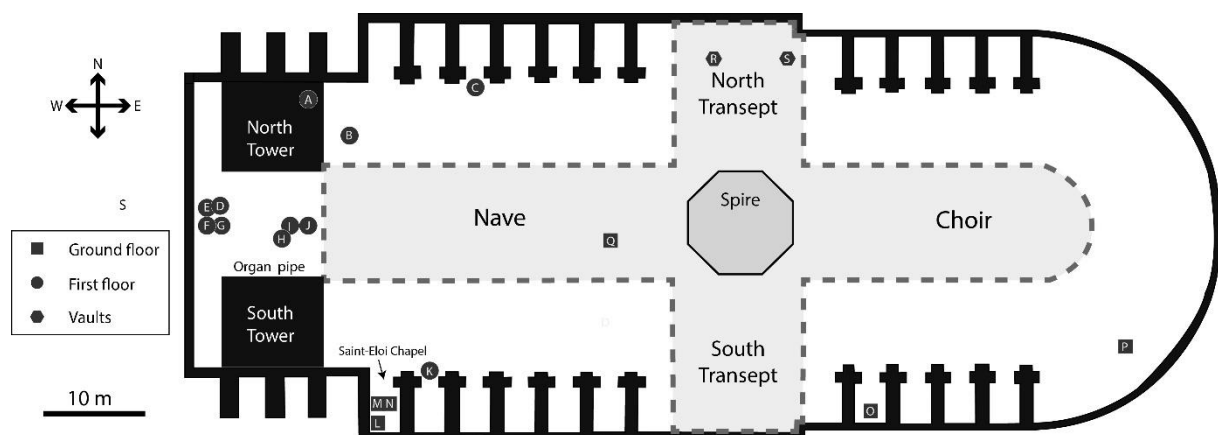 N
W E
S
Ground floor
First floor
Vaults
10 m
North
Tower
A
B
C
E D
F G
I J
H
Organ pipe
South
Tower
Saint-Eloi Chapel
K
M N
L
Nave
Q
R S
North
Transept
Spire
Choir
South
Transept
O
P